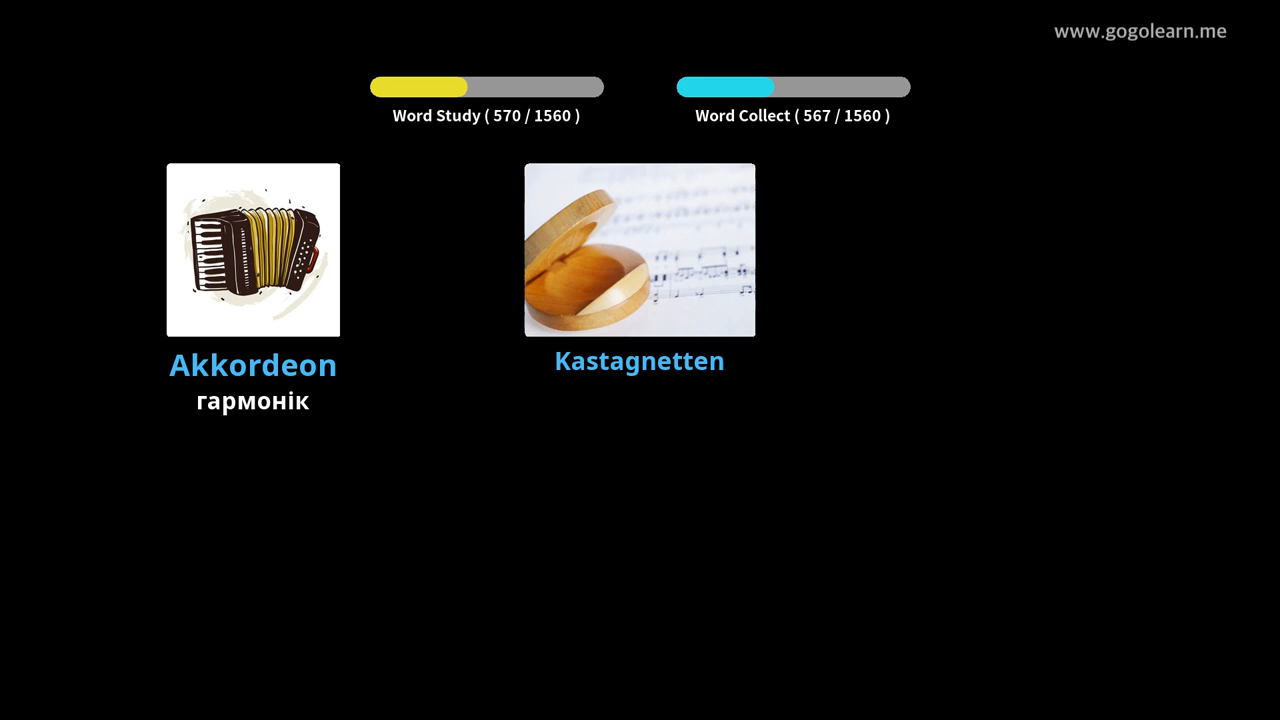 www.gogolearn.me
Word Study ( 570 / 1560 )
Word Collect ( 567 / 1560 )
Akkordeon
гармонік
Kastagnetten